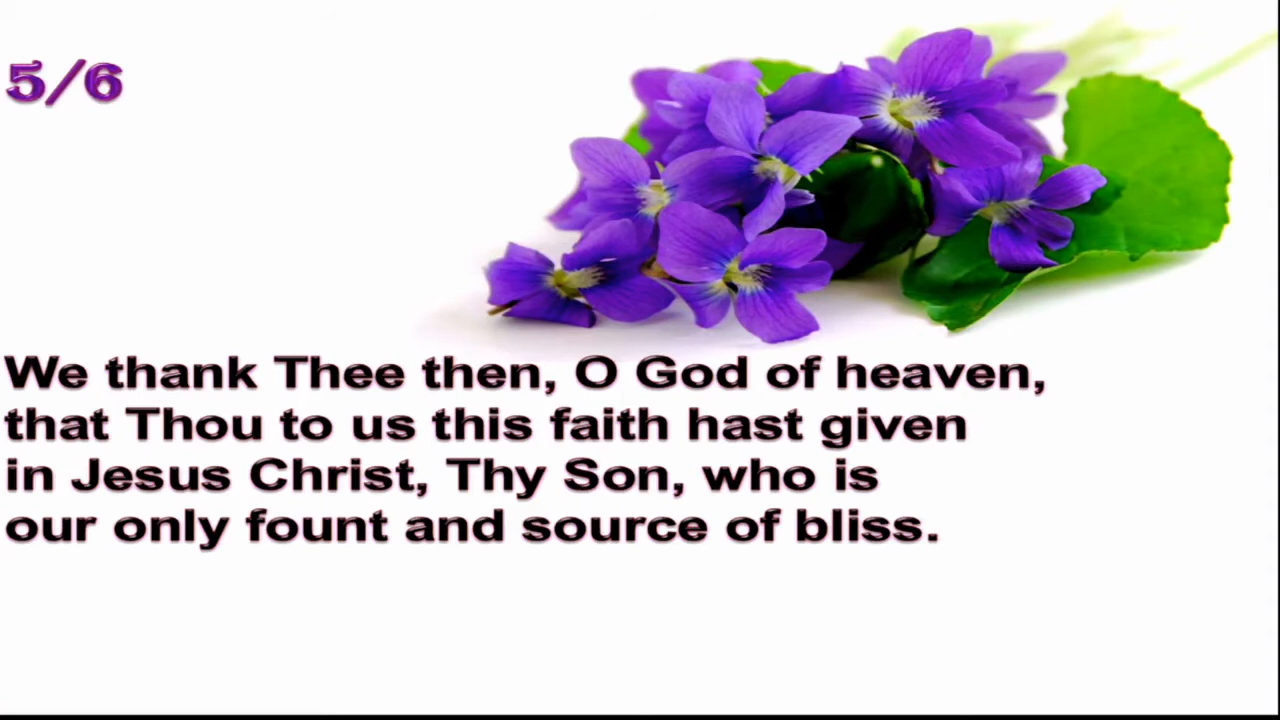 5/6
We thank Thee then, O God of heaven,
that Thou to us this faith hast given
in Jesus Christ, Thy Son, who is
our only fount and source of bliss.